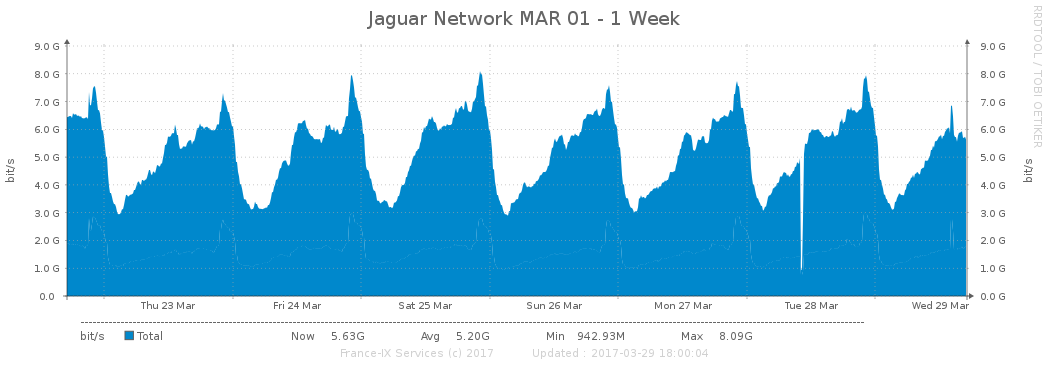 Jaguar Network MAR 01 - 1 Week
RRDTOOL / TOBI OETIKER
9.0 G 9.0 G
8.0 G 8.0 G
7.0 G 7.0 G
6.0 G 6.0 G
5.0 G 5.0 G
4.0 G 4.0 G
3.0 G 3.0 G
2.0 G 2.0 G
1.0 G 1.0 G
0.0 0.0 G
bit/s
bit/s
Thu 23 Mar Fri 24 Mar Sat 25 Mar Sun 26 Mar Mon 27 Mar Tue 28 Mar Wed 29 Mar
bit/s Total Now 5.63G Avg 5.20G Min 942.93M Max 8.09G
France-IX Services (c) 2017 Updated : 2017-03-29 18:00:04